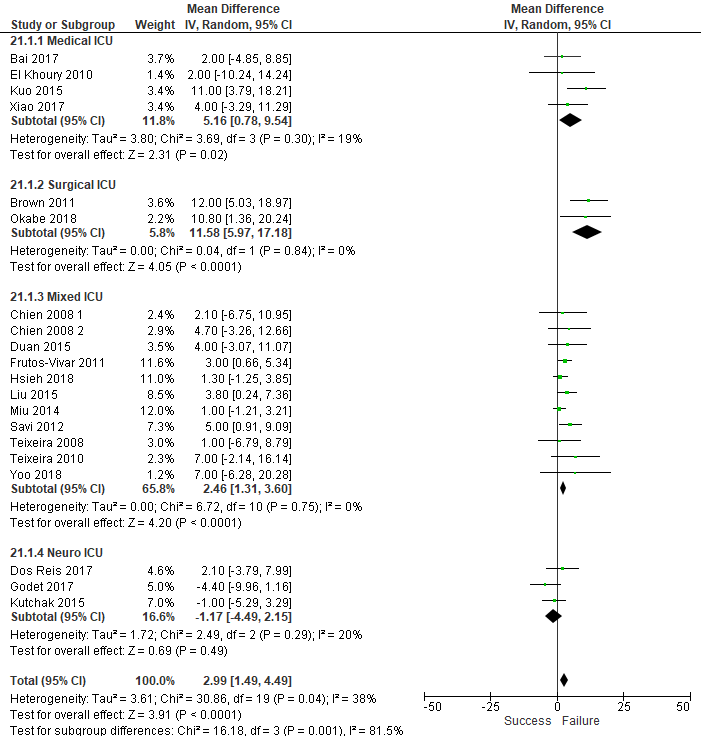 Mean Difference Mean Difference
Study or Subgroup Weight IV, Random, 95% CI IV, Random, 95% CI
21.1.1 Medical ICU
Bai 2017 3.7% 2.00 [-4.85, 8.85]
El Khoury 2010 1.4% 2.00 [-10.24, 14.24]
Kuo 2015 3.4% 11.00 [3.79, 18.21]
Xiao 2017 3.4% 4.00 [-3.29, 11.29]
Subtotal (95% CI) 11.8% 5.16 [0.78, 9.54]
Heterogeneity: Tau² = 3.80; Chi² = 3.69, df = 3 (P = 0.30); I² = 19%
Test for overall effect: Z = 2.31 (P = 0.02)
21.1.2 Surgical ICU
Brown 2011 3.6% 12.00 [5.03, 18.97]
Okabe 2018 2.2% 10.80 [1.36, 20.24]
Subtotal (95% CI) 5.8% 11.58 [5.97, 17.18]
Heterogeneity: Tau² = 0.00; Chi² = 0.04, df = 1 (P = 0.84); I² = 0%
Test for overall effect: Z = 4.05 (P < 0.0001)
21.1.3 Mixed ICU
Chien 2008 1 2.4% 2.10 [-6.75, 10.95]
Chien 2008 2 2.9% 4.70 [-3.26, 12.66]
Duan 2015 3.5% 4.00 [-3.07, 11.07]
Frutos-Vivar 2011 11.6% 3.00 [0.66, 5.34]
Hsieh 2018 11.0% 1.30 [-1.25, 3.85]
Liu 2015 8.5% 3.80 [0.24, 7.36]
Miu 2014 12.0% 1.00 [-1.21, 3.21]
Savi 2012 7.3% 5.00 [0.91, 9.09]
Teixeira 2008 3.0% 1.00 [-6.79, 8.79]
Teixeira 2010 2.3% 7.00 [-2.14, 16.14]
Yoo 2018 1.2% 7.00 [-6.28, 20.28]
Subtotal (95% CI) 65.8% 2.46 [1.31, 3.60]
Heterogeneity: Tau² = 0.00; Chi² = 6.72, df = 10 (P = 0.75); I² = 0%
Test for overall effect: Z = 4.20 (P < 0.0001)
21.1.4 Neuro ICU
Dos Reis 2017 4.6% 2.10 [-3.79, 7.99]
Godet 2017 5.0% -4.40 [-9.96, 1.16]
Kutchak 2015 7.0% -1.00 [-5.29, 3.29]
Subtotal (95% CI) 16.6% -1.17 [-4.49, 2.15]
Heterogeneity: Tau² = 1.72; Chi² = 2.49, df = 2 (P = 0.29); I² = 20%
Test for overall effect: Z = 0.69 (P = 0.49)
Total (95% CI) 100.0% 2.99 [1.49, 4.49]
Heterogeneity: Tau² = 3.61; Chi² = 30.86, df = 19 (P = 0.04); I² = 38%
Test for overall effect: Z = 3.91 (P < 0.0001)
Test for subgroup differences: Chi² = 16.18, df = 3 (P = 0.001), I² = 81.5%
-50 -25 0 25 50
Success Failure